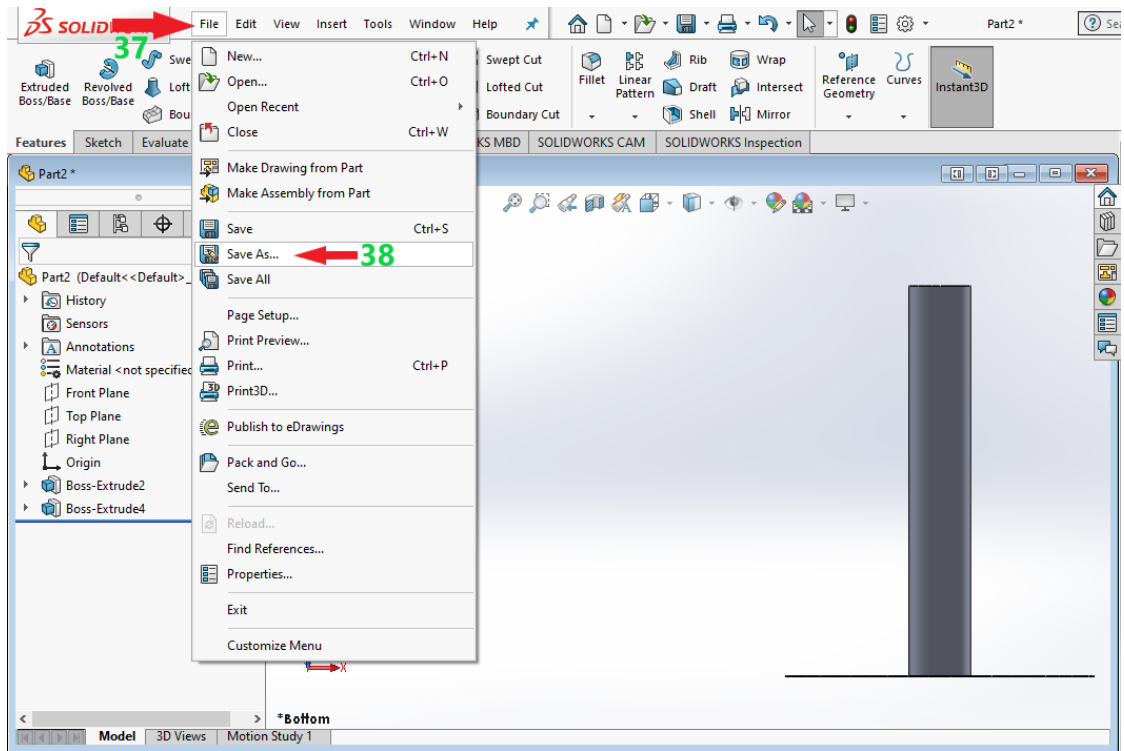 SOLIDW
File Edit View Insert Tools Window Help
Part2 *
37
Extruded Boss/Base
Revolved Boss/Base
Swe
Loft
Bou
New... Ctrl+N
Open... Ctrl+O
Open Recent
Close Ctrl+W
Make Drawing from Part
Make Assembly from Part
Save Ctrl+S
Save As... 38
Save All
Page Setup...
Print Preview...
Print... Ctrl+P
Print3D...
Publish to eDrawings
Pack and Go...
Send To...
Reload...
Find References...
Properties...
Exit
Customize Menu
Swept Cut
Lofted Cut
Boundary Cut
Fillet
Linear Pattern
Rib
Draft
Shell
Wrap
Intersect
Mirror
Reference Geometry
Curves
Instant3D
Features Sketch Evaluate KS MBD SOLIDWORKS CAM SOLIDWORKS Inspection
Part2 *
Part2 (Default<<Default>_
History
Sensors
Annotations
Material <not specified
Front Plane
Top Plane
Right Plane
Origin
Boss-Extrude2
Boss-Extrude4
X
*Bottom
Model 3D Views Motion Study 1